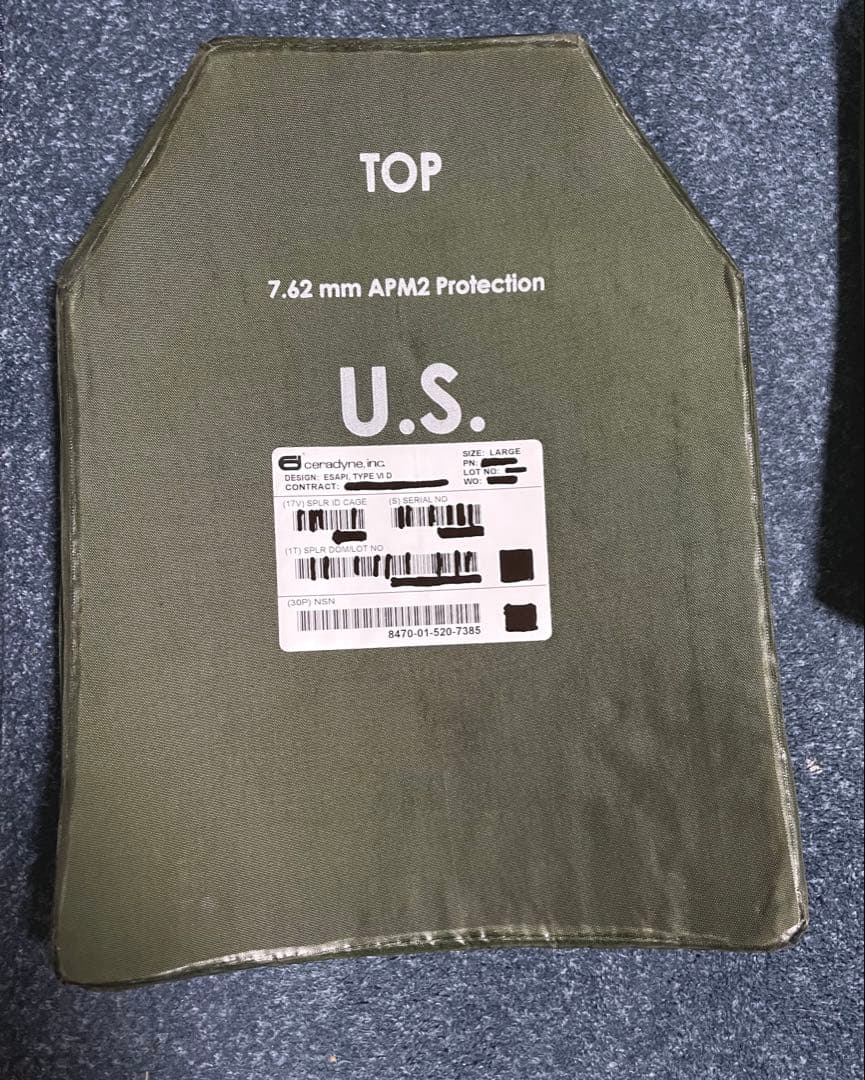 TOP
7.62 mm APM2 Protection
U.S.
ceradyne, inc.
SIZE: LARGE
DESIGN: ESAPI, TYPE VI D
PN:
CONTRACT:
LOT NO:
WO:
(17V) SPLR ID CAGE
(S) SERIAL NO
(1T) SPLR DOM/LOT NO
(30P) NSN
8470-01-520-7385